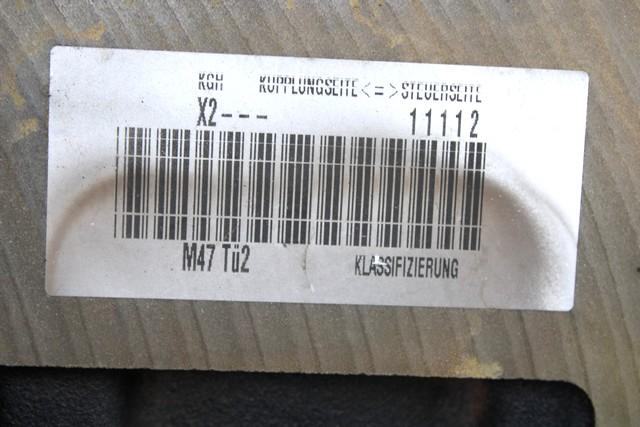 KGH KUPPLUNGSEITE<=>STEUERSEITE
X2--- 11112
M47 Tü2 KLASSIFIZIERUNG